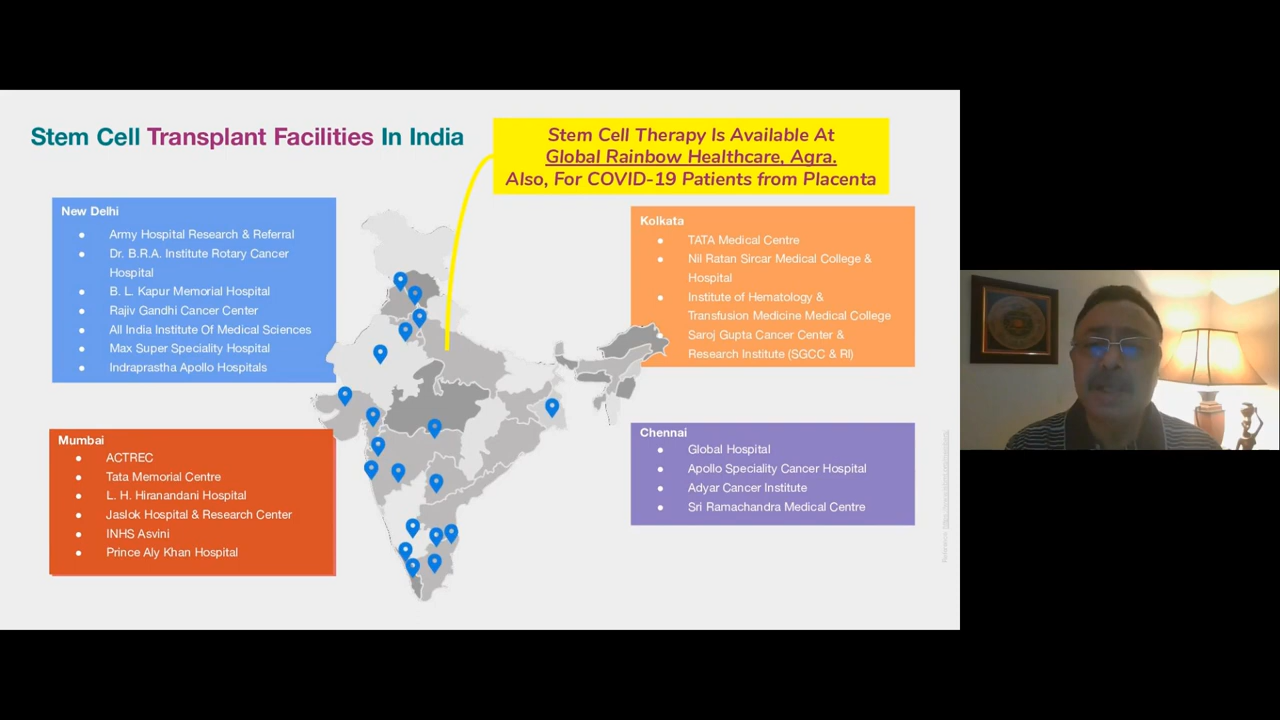 Stem Cell Transplant Facilities In India
Stem Cell Therapy Is Available At
Global Rainbow Healthcare, Agra.
Also, For COVID-19 Patients from Placenta
New Delhi
● Army Hospital Research & Referral
● Dr. B.R.A. Institute Rotary Cancer
Hospital
● B. L. Kapur Memorial Hospital
● Rajiv Gandhi Cancer Center
● All India Institute Of Medical Sciences
● Max Super Speciality Hospital
● Indraprastha Apollo Hospitals
Mumbai
● ACTREC
● Tata Memorial Centre
● L. H. Hiranandani Hospital
● Jaslok Hospital & Research Center
● INHS Asvini
● Prince Aly Khan Hospital
Kolkata
● TATA Medical Centre
● Nil Ratan Sircar Medical College &
Hospital
● Institute of Hematology &
Transfusion Medicine Medical College
● Saroj Gupta Cancer Center &
Research Institute (SGCC & RI)
Chennai
● Global Hospital
● Apollo Speciality Cancer Hospital
● Adyar Cancer Institute
● Sri Ramachandra Medical Centre